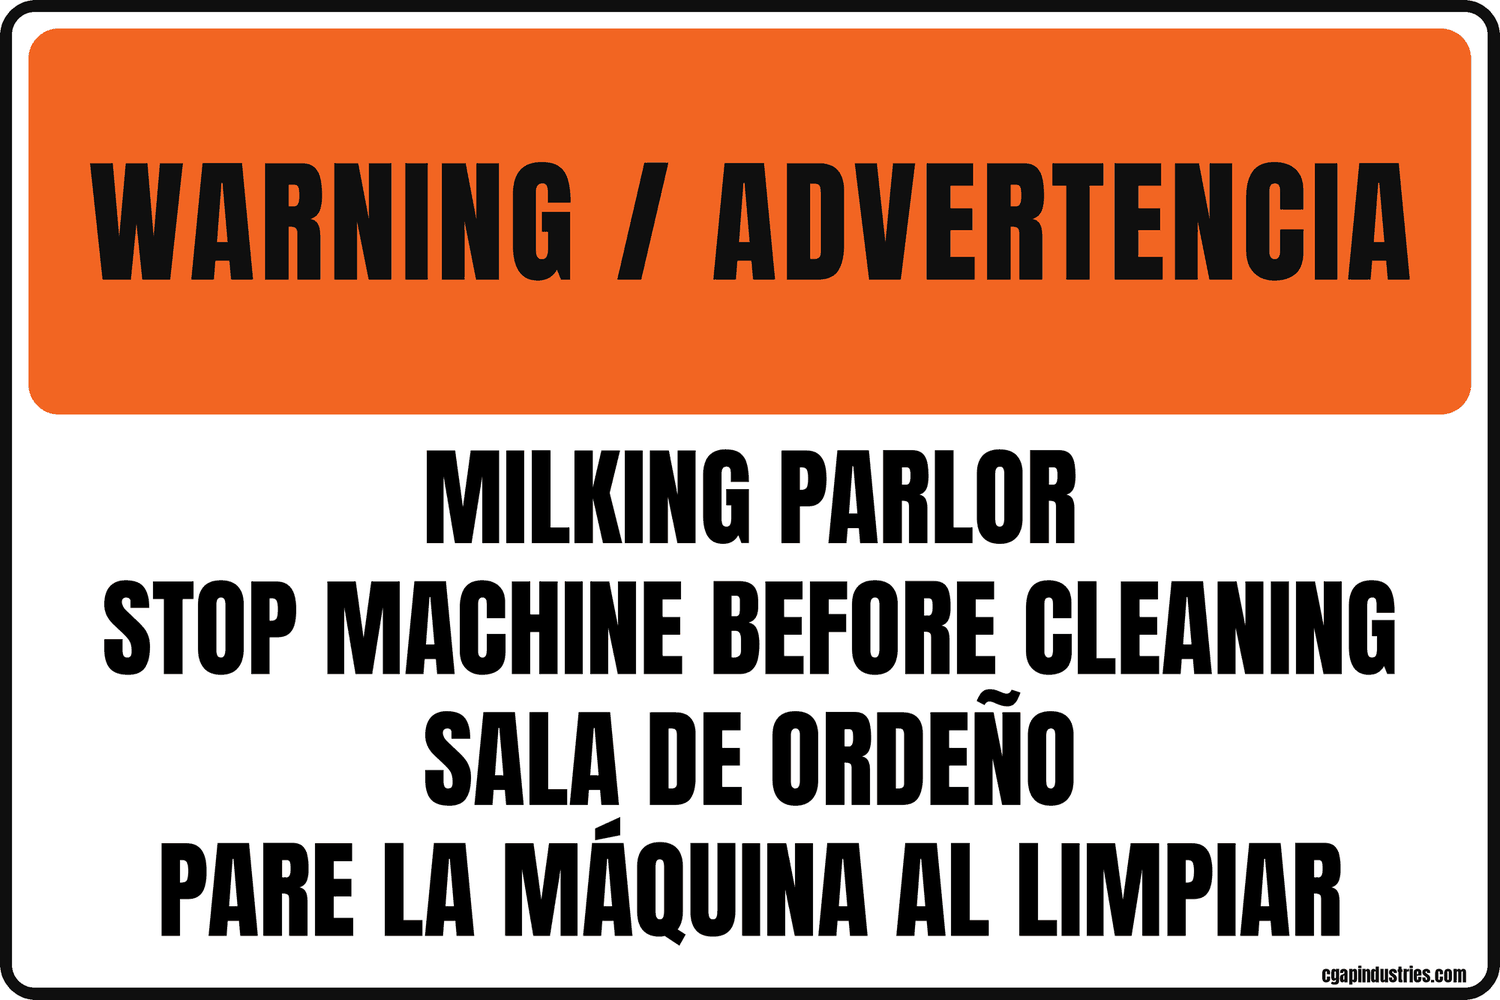 WARNING / ADVERTENCIA
MILKING PARLOR
STOP MACHINE BEFORE CLEANING
SALA DE ORDEÑO
PARE LA MÁQUINA AL LIMPIAR
cgapindustries.com